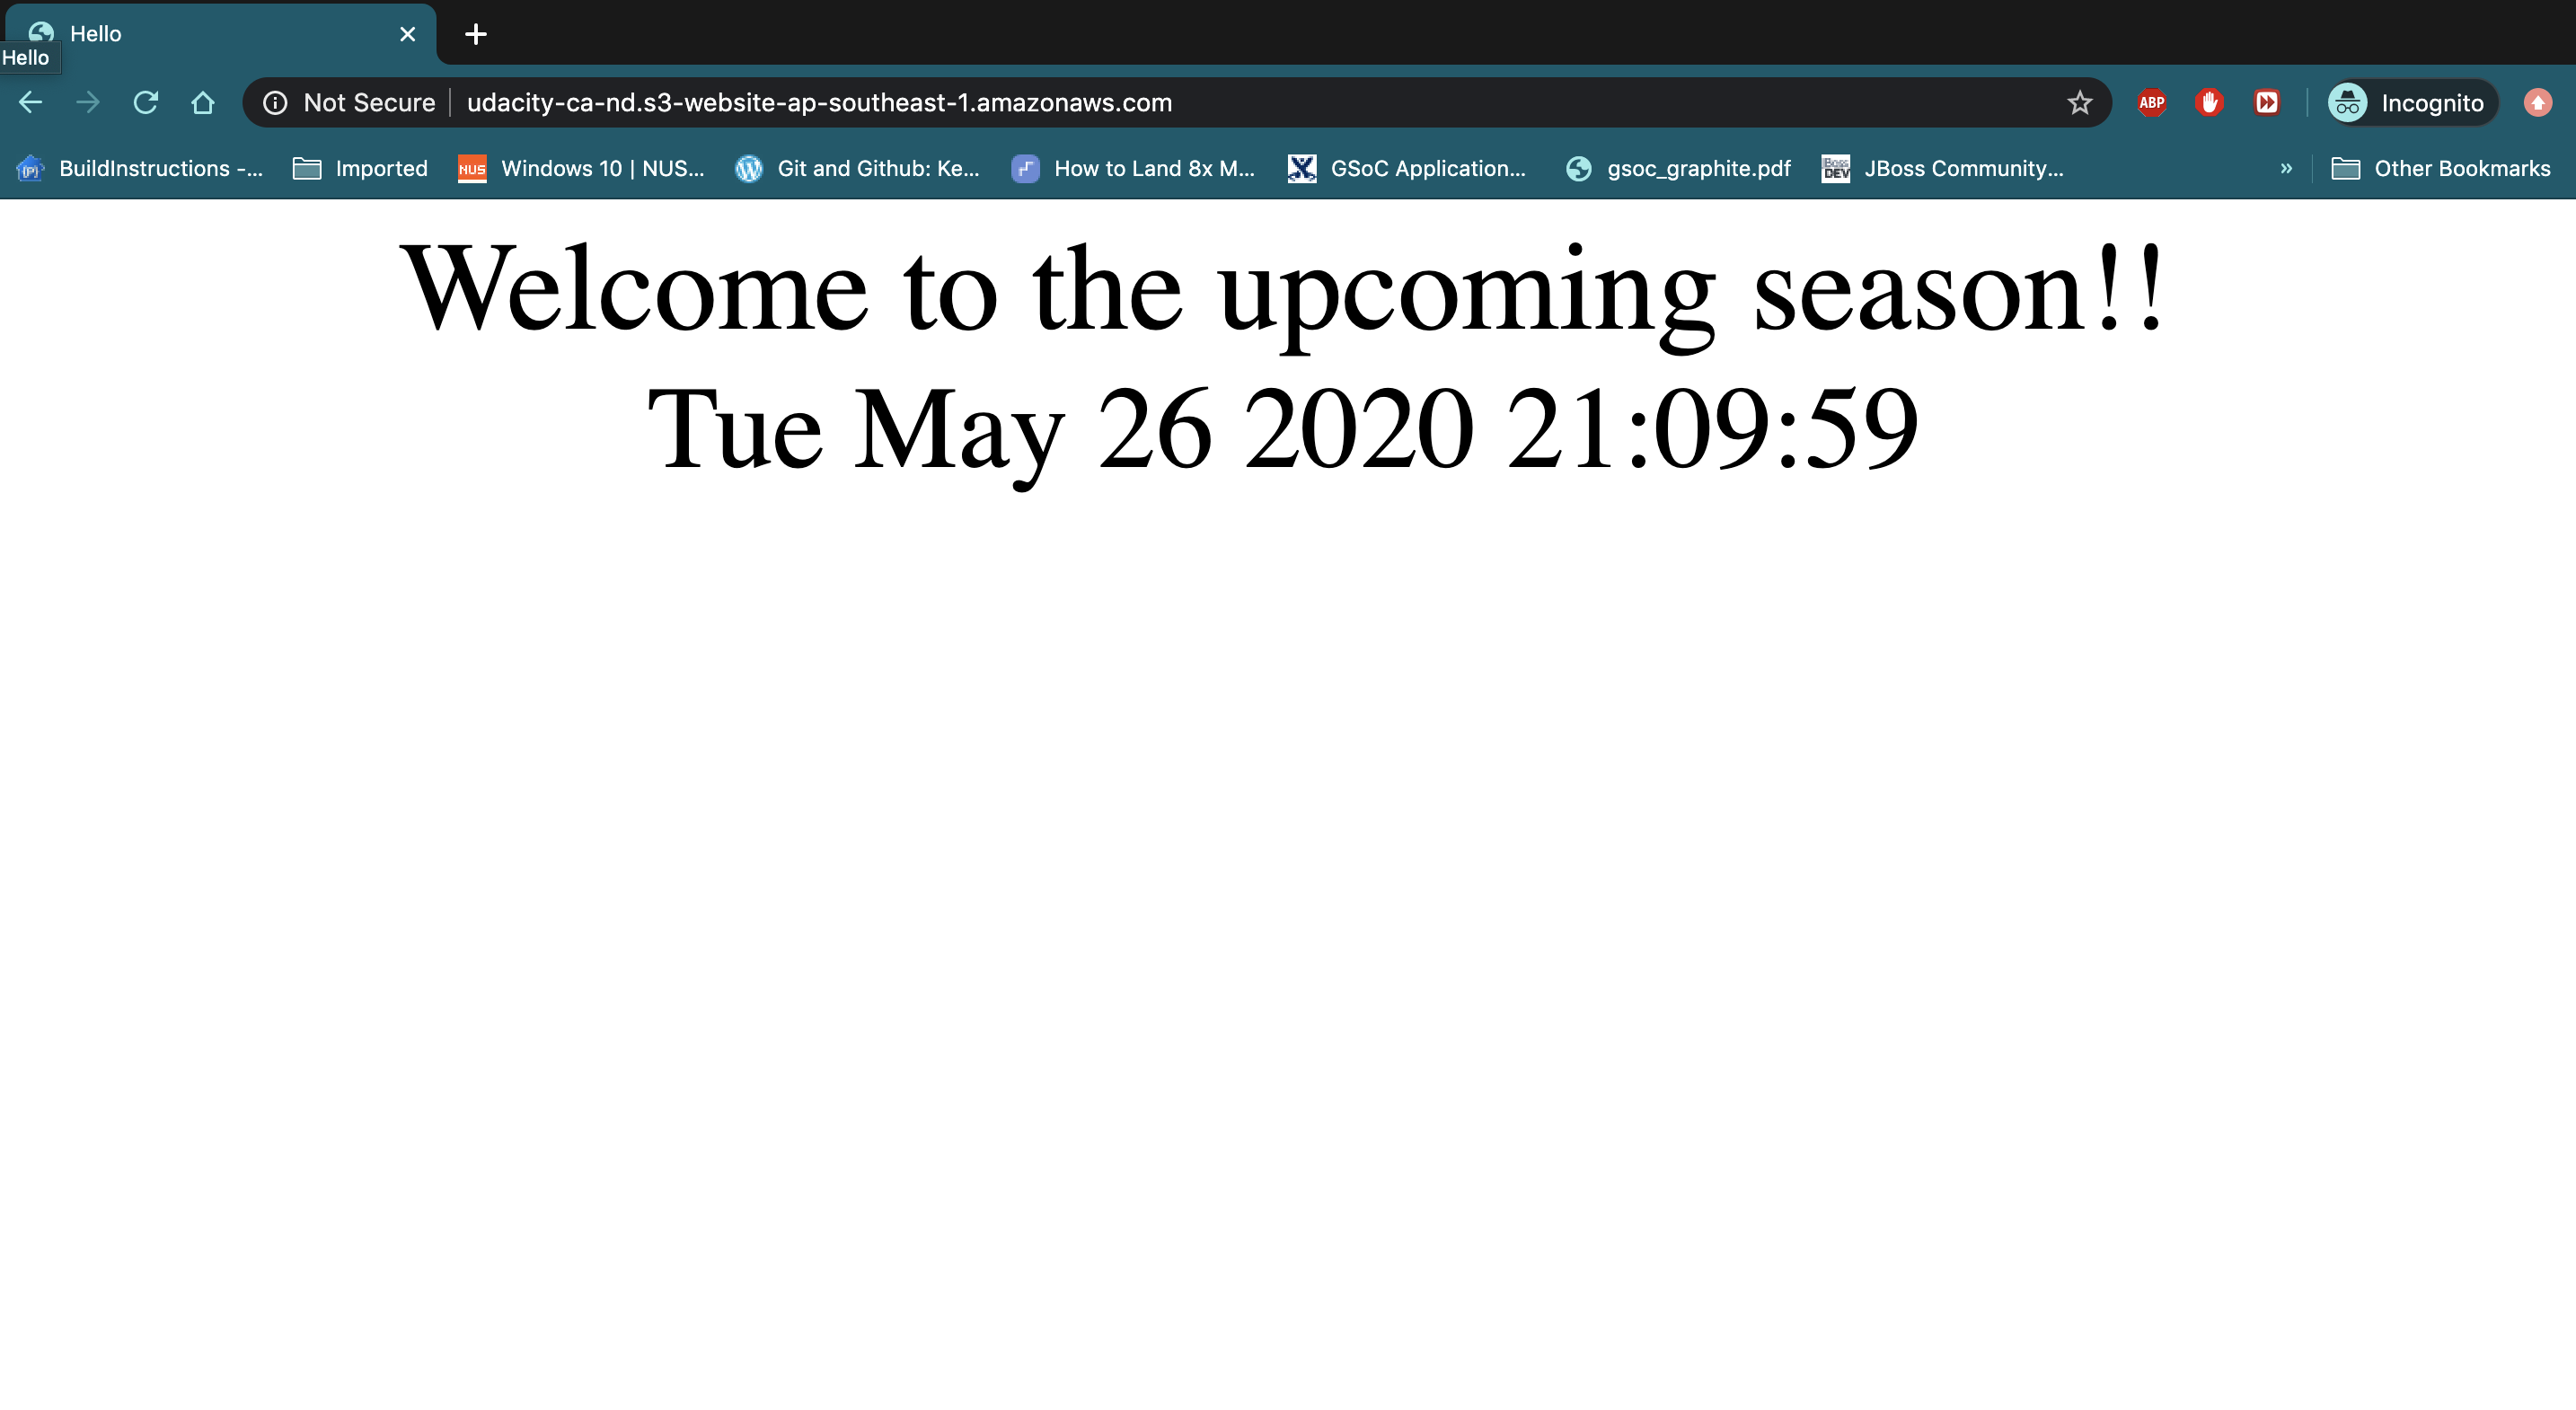 Hello
Hello
Not Secure udacity-ca-nd.s3-website-ap-southeast-1.amazonaws.com ABP Incognito
BuildInstructions -... Imported NUS Windows 10 | NUS... Git and Github: Ke... How to Land 8x M... GSoC Application... gsoc_graphite.pdf JBoss Community... » Other Bookmarks
Welcome to the upcoming season!!
Tue May 26 2020 21:09:59